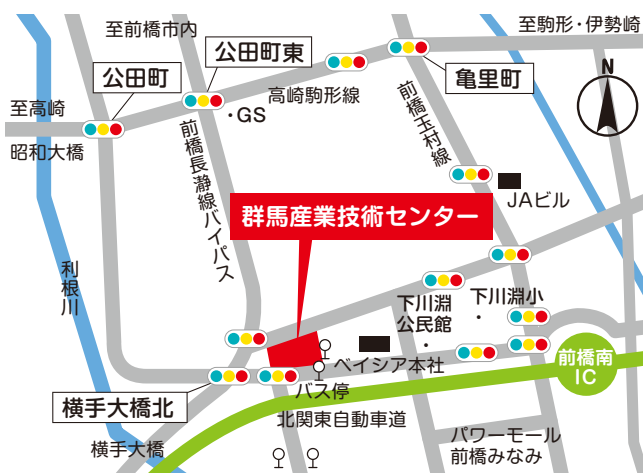 至前橋市内
公田町東
至駒形・伊勢崎
公田町
高崎駒形線
亀里町
N
至高崎
・GS
昭和大橋
前橋長瀞線バイパス
前橋玉村線
JAビル
群馬産業技術センター
利根川
下川淵
公民館
・
下川淵小
・
ベイシア本社
前橋南
IC
横手大橋北
バス停
北関東自動車道
横手大橋
パワーモール
前橋みなみ